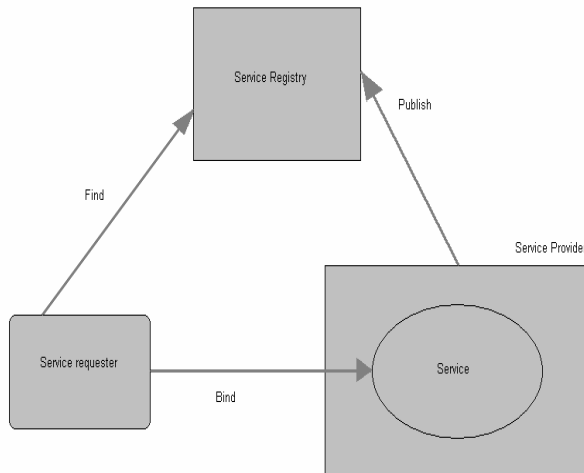 Service Registry
Publish
Find
Service Provide
Service requester
Service
Bind